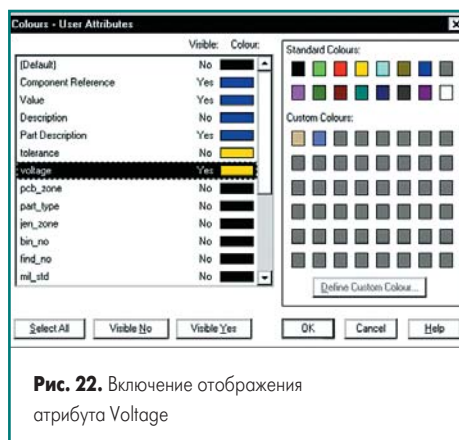 Colours - User Attributes
Visible: Colour:
(Default) No
Component Reference Yes
Value Yes
Description Yes
Part Description Yes
tolerance No
voltage Yes
pcb_zone No
part_type No
jen_zone No
bin_no No
find_no No
mil_std No
Standard Colours:
Custom Colours:
Define Custom Colour...
Select All Visible No Visible Yes OK Cancel Help
Рис. 22. Включение отображения
атрибута Voltage